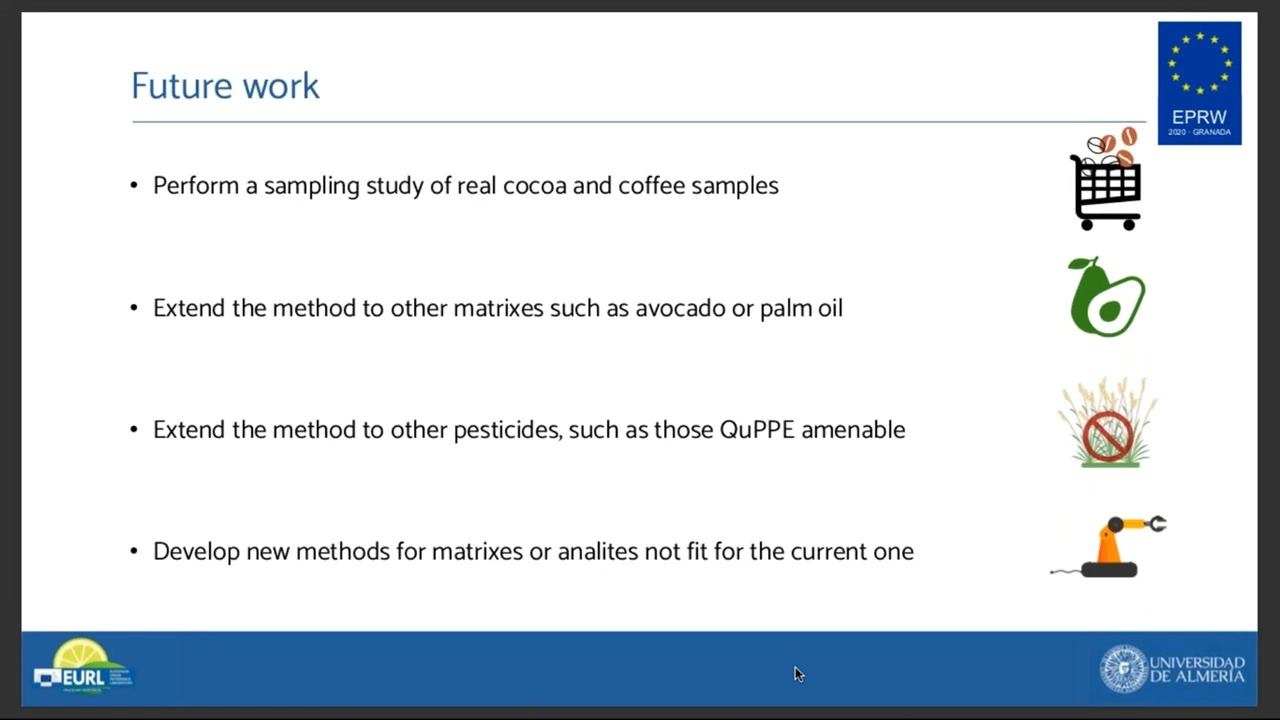 Future work
EPRW
2020 · GRANADA
• Perform a sampling study of real cocoa and coffee samples
• Extend the method to other matrixes such as avocado or palm oil
• Extend the method to other pesticides, such as those QuPPE amenable
• Develop new methods for matrixes or analites not fit for the current one
EURL
UNIVERSIDAD
DE ALMERÍA